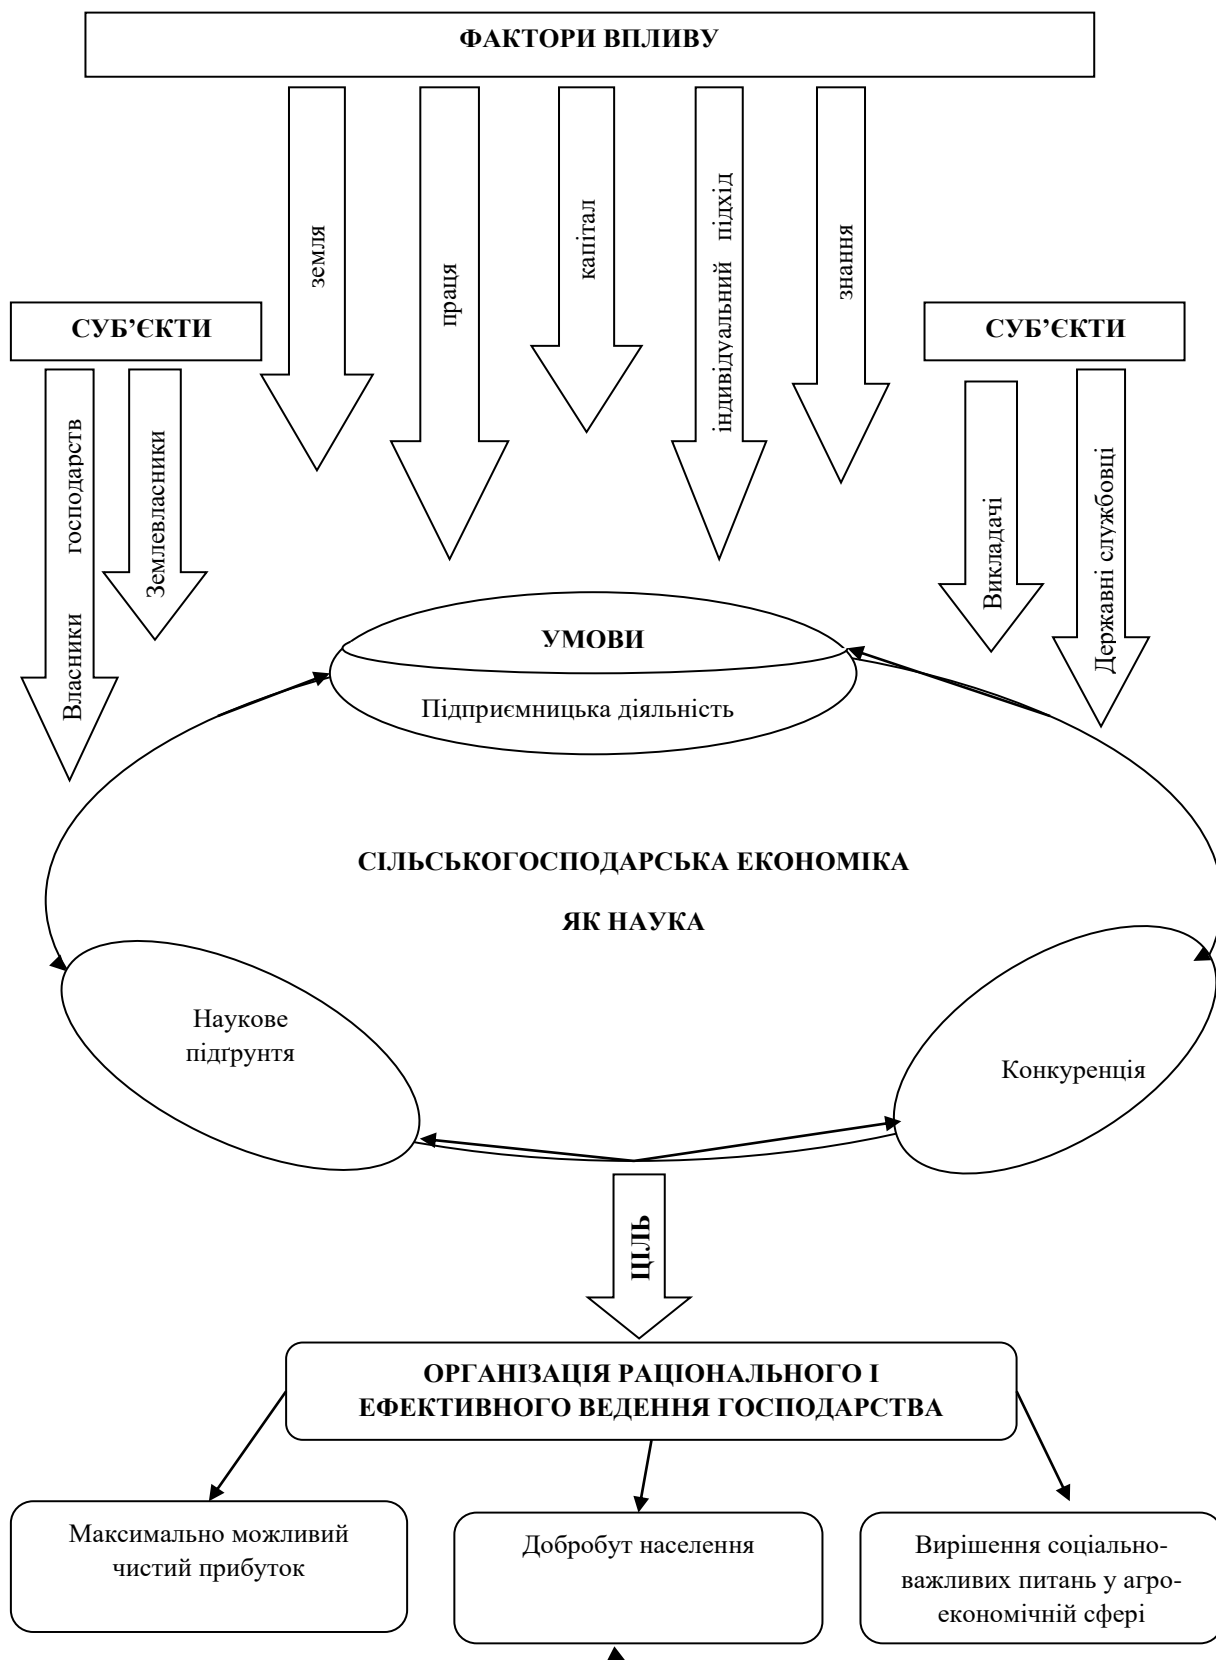 ФАКТОРИ ВПЛИВУ
земля
праця
капітал
індивідуальний підхід
знання
СУБ’ЄКТИ
СУБ’ЄКТИ
Власники господарств
Землевласники
Викладачі
Державні службовці
УМОВИ
Підприємницька діяльність
СІЛЬСЬКОГОСПОДАРСЬКА ЕКОНОМІКА
ЯК НАУКА
Наукове
підґрунтя
Конкуренція
ЦІЛЬ
ОРГАНІЗАЦІЯ РАЦІОНАЛЬНОГО І
ЕФЕКТИВНОГО ВЕДЕННЯ ГОСПОДАРСТВА
Максимально можливий
чистий прибуток
Добробут населення
Вирішення соціально-
важливих питань у агро-
економічній сфері